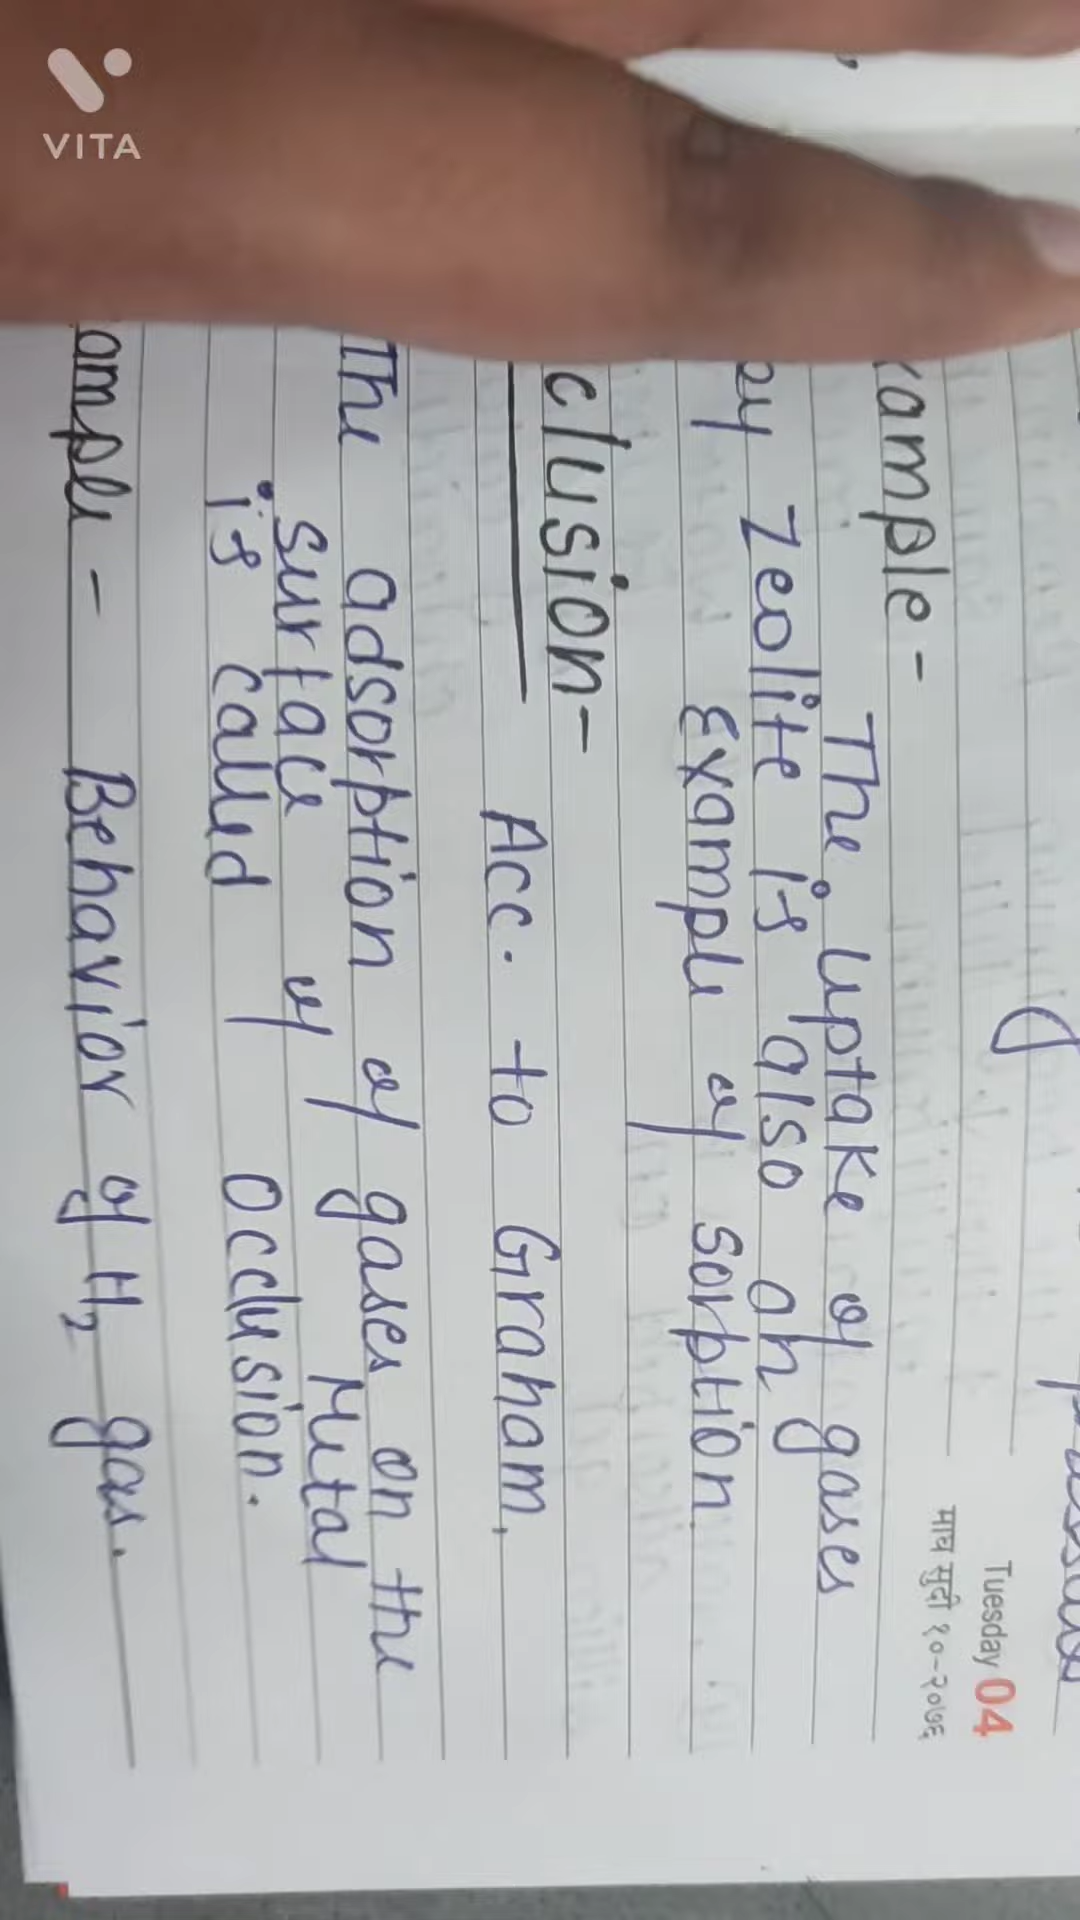 VITA
Tuesday 04
माघ सुदी १०-२०७६
ample -
The uptake of gases
by Zeolite is also an
Example of sorption.
clusion-
Acc. to Graham,
The adsorption of gases on the
surface of Metal
is called occlusion.
ample - Behavior of H₂ gas.